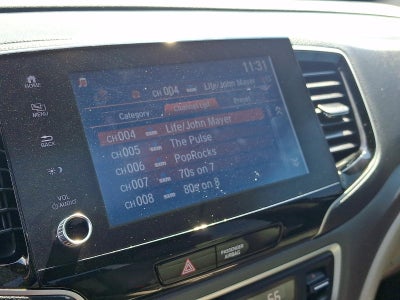 11:31
CH 004 Life/John Mayer
Category Channel List Preset
CH004 Life/John Mayer
CH005 The Pulse
CH006 PopRocks
CH007 70s on 7
CH008 80s on 8
HOME
MENU
BACK
VOL
AUDIO
PASSENGER
AIRBAG